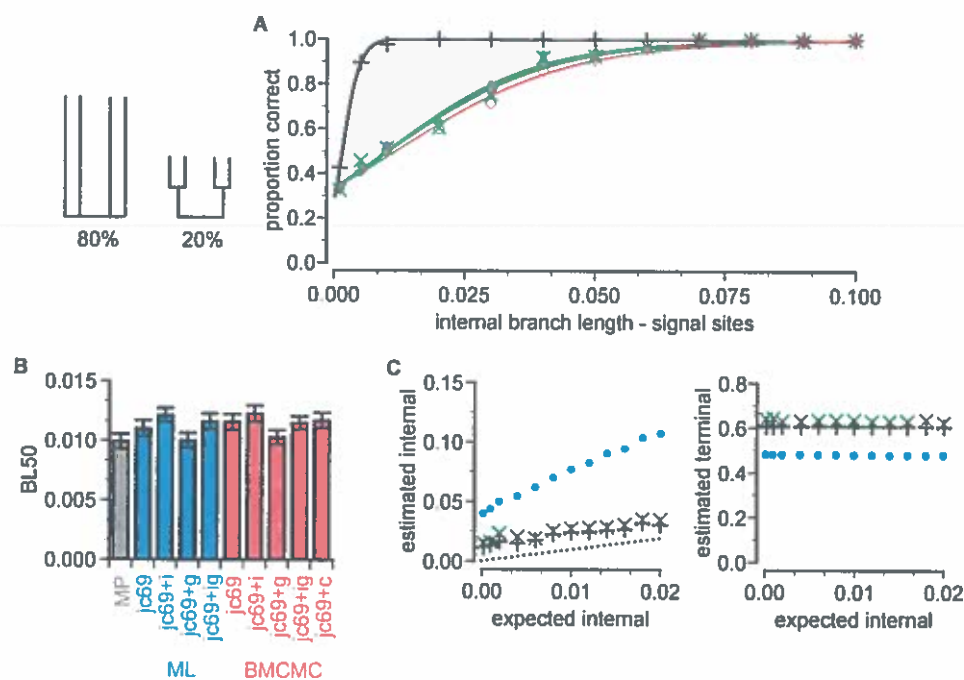 A
proportion correct
1.0
0.8
0.6
0.4
0.2
0.0
0.000 0.025 0.050 0.075 0.100
internal branch length - signal sites
80% 20%
B
BL50
0.015
0.010
0.005
0.000
MP
jc69
jc69+i
jc69+g
jc69+ig
jc69
jc69+i
jc69+g
jc69+ig
jc69+c
ML BMCMC
C
estimated internal
0.15
0.10
0.05
0.00
0.00 0.01 0.02
expected internal
estimated terminal
0.8
0.6
0.4
0.2
0.0
0.00 0.01 0.02
expected internal